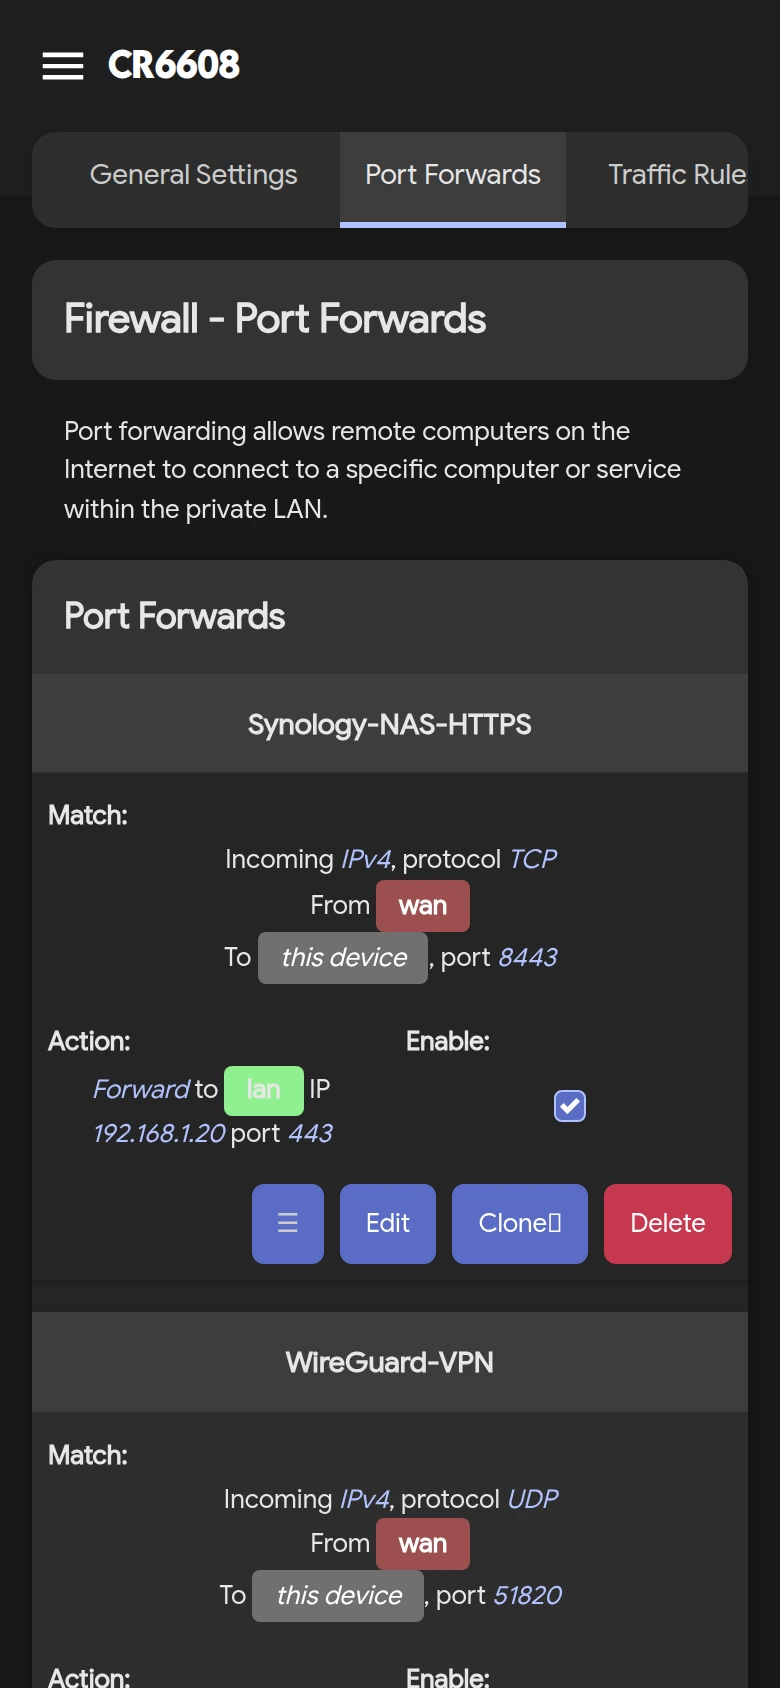 CR6608
General Settings Port Forwards Traffic Rule
Firewall - Port Forwards
Port forwarding allows remote computers on the
Internet to connect to a specific computer or service
within the private LAN.
Port Forwards
Synology-NAS-HTTPS
Match:
Incoming IPv4, protocol TCP
From wan
To this device, port 8443
Action: Enable:
Forward to lan IP
192.168.1.20 port 443
☰ Edit Clone▯ Delete
WireGuard-VPN
Match:
Incoming IPv4, protocol UDP
From wan
To this device, port 51820
Action: Enable: